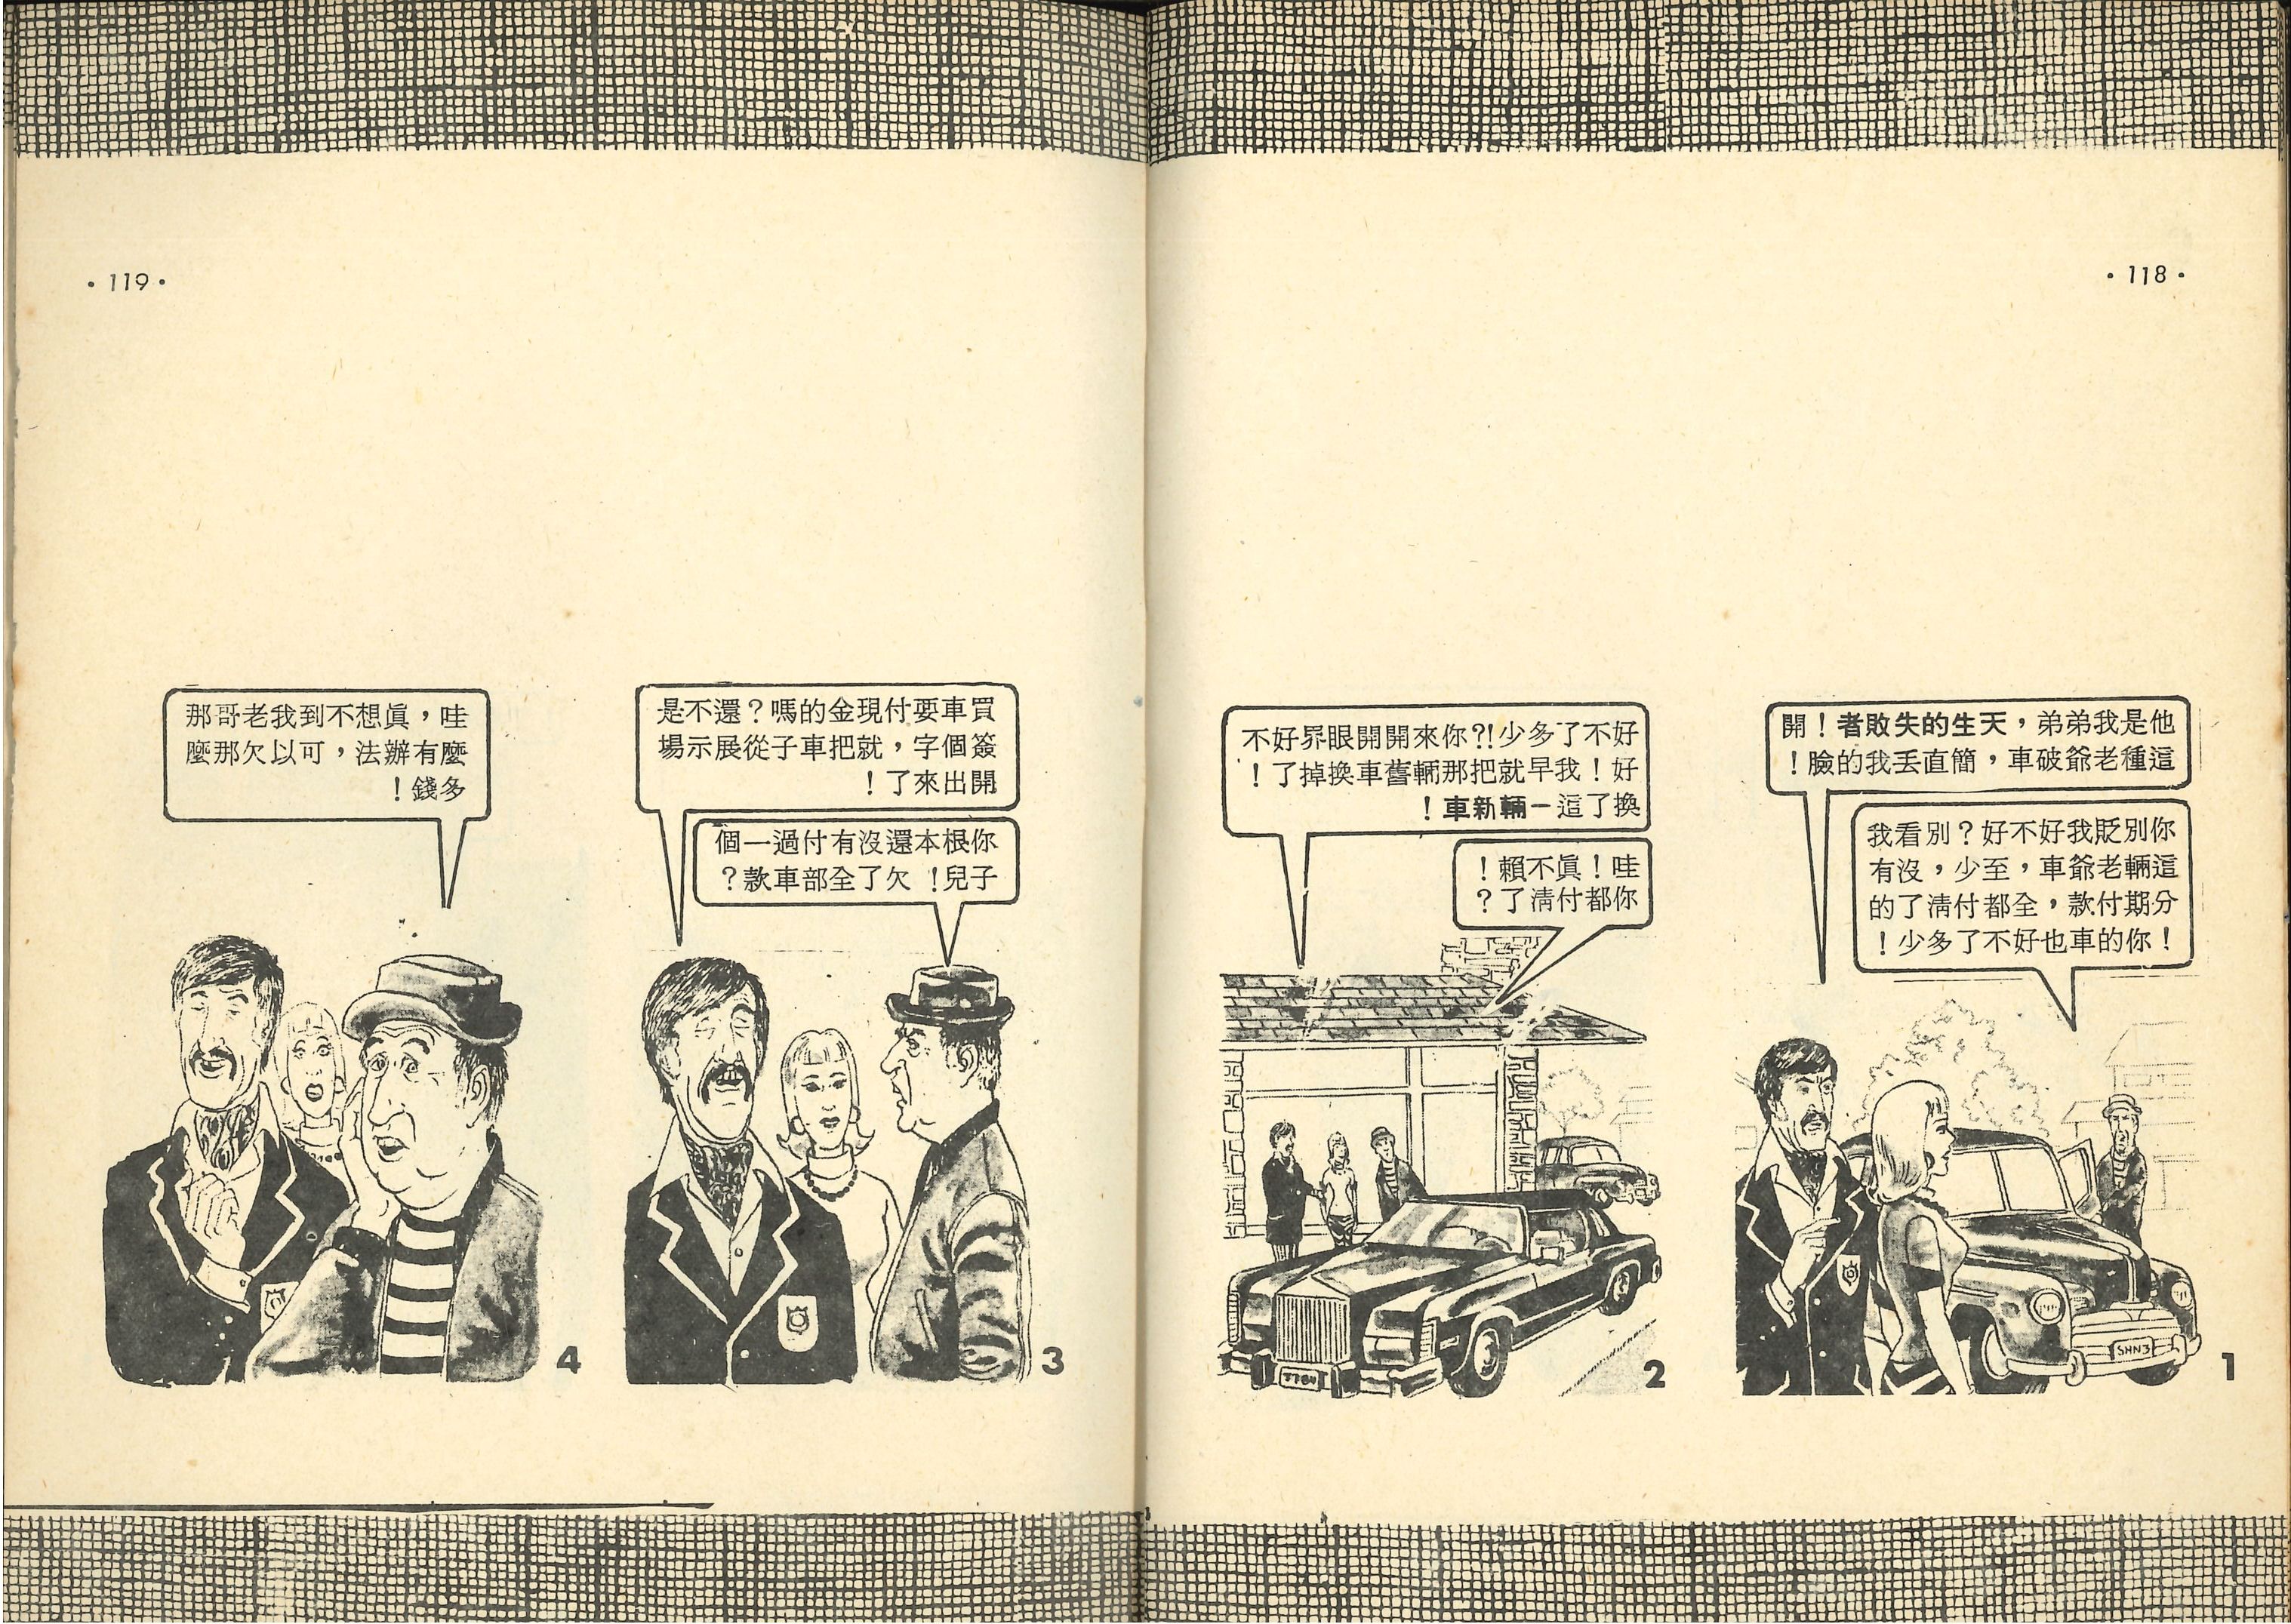 •118•
他是我弟弟，天生的失敗者！開
這種老爺破車，簡直丟我的臉！
你別貶我好不好？別看我
這輛老爺車，至少，沒有
分期付款，全都付淸了的
！你的車也不好了多少！
SHN3
1
不好了多少?!你來開開眼界好不
好！我早就把那輛舊車換掉了！
換了這一輛新車！
哇！眞不賴！
你都付淸了？
2
•119•
買車要付現金的嗎？還不是
簽個字，就把車子從展示場
開出來了！
你根本還沒有付過一個
子兒！欠了全部車款？
3
哇，眞想不到我老哥那
麼有辦法，可以欠那麼
多錢！
4